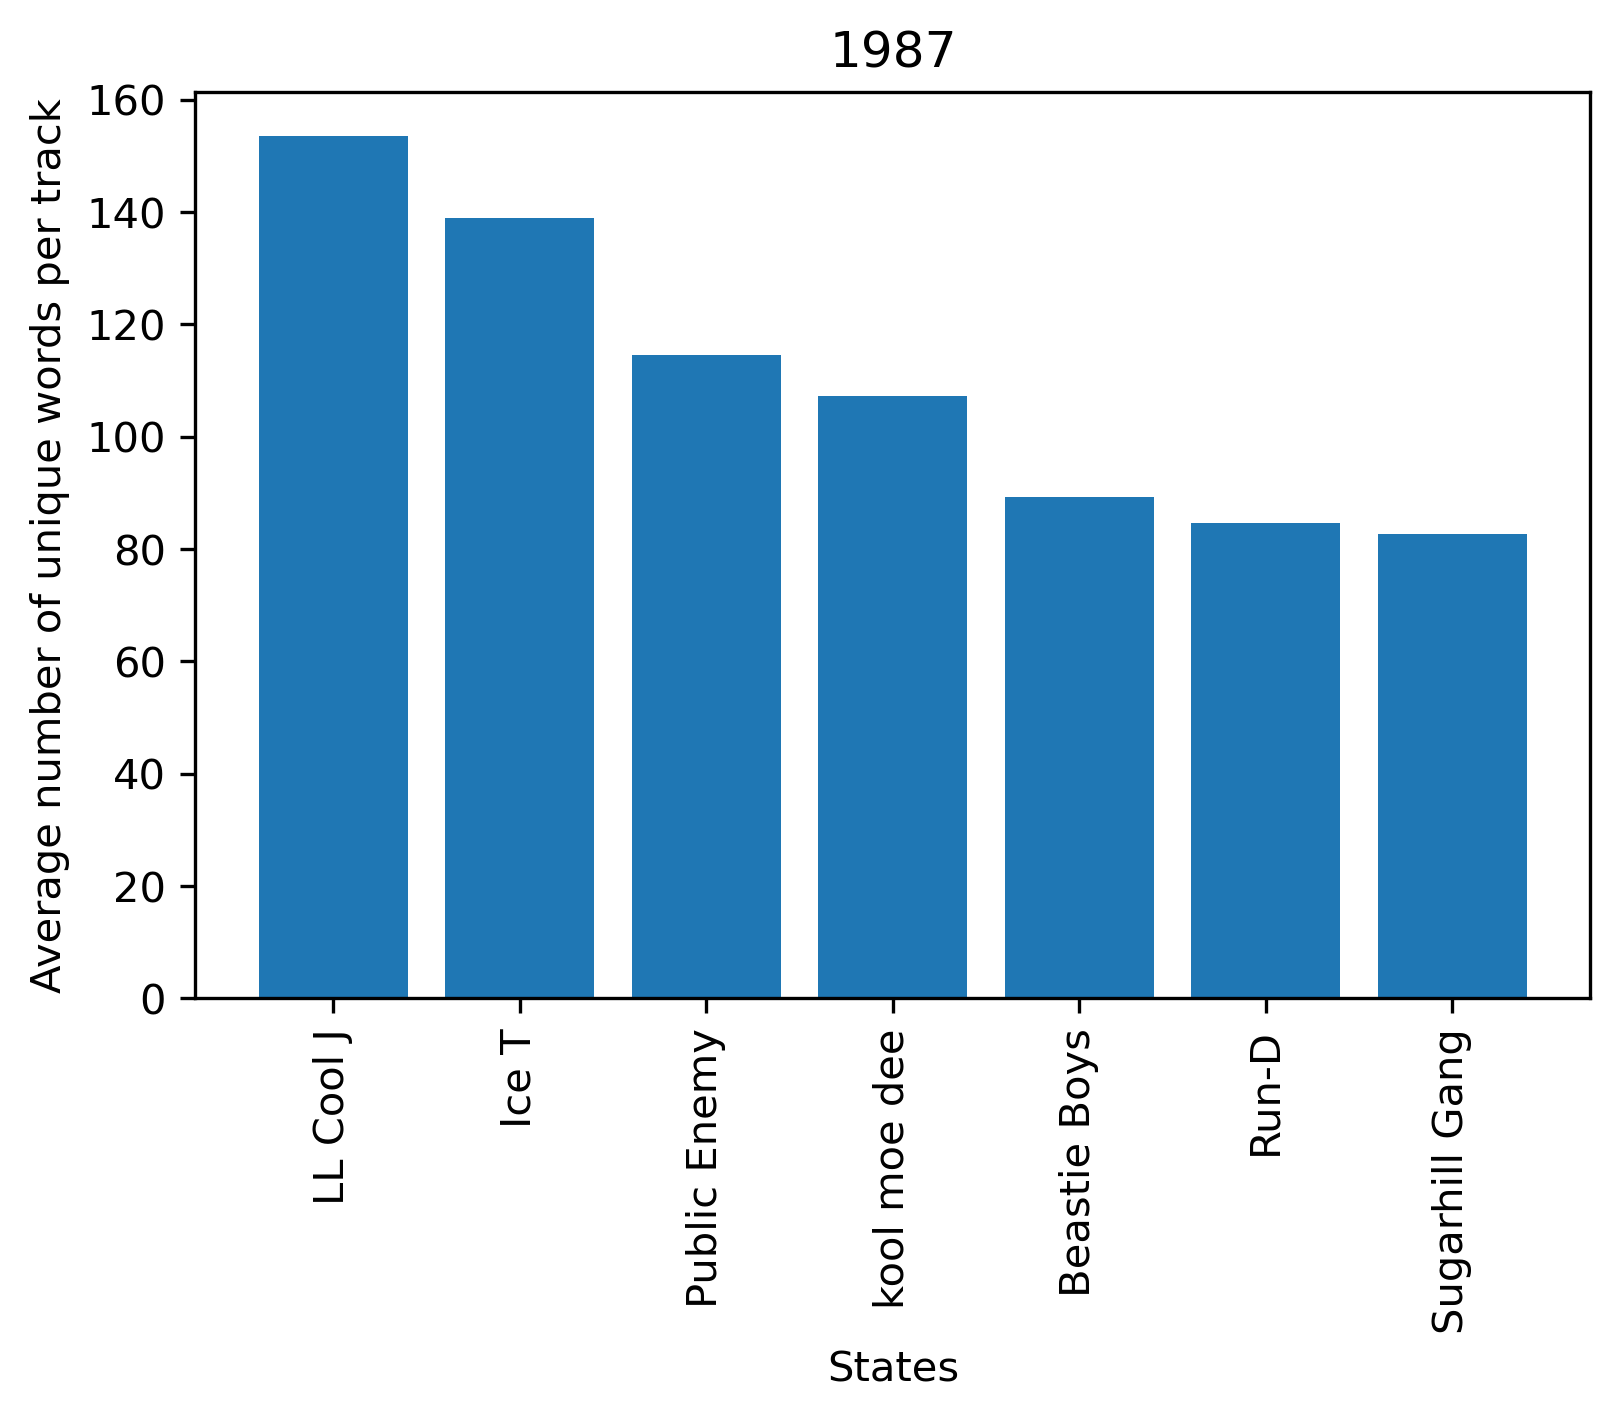 1987
Average number of unique words per track
160
140
120
100
80
60
40
20
0
LL Cool J
Ice T
Public Enemy
kool moe dee
Beastie Boys
Run-D
Sugarhill Gang
States